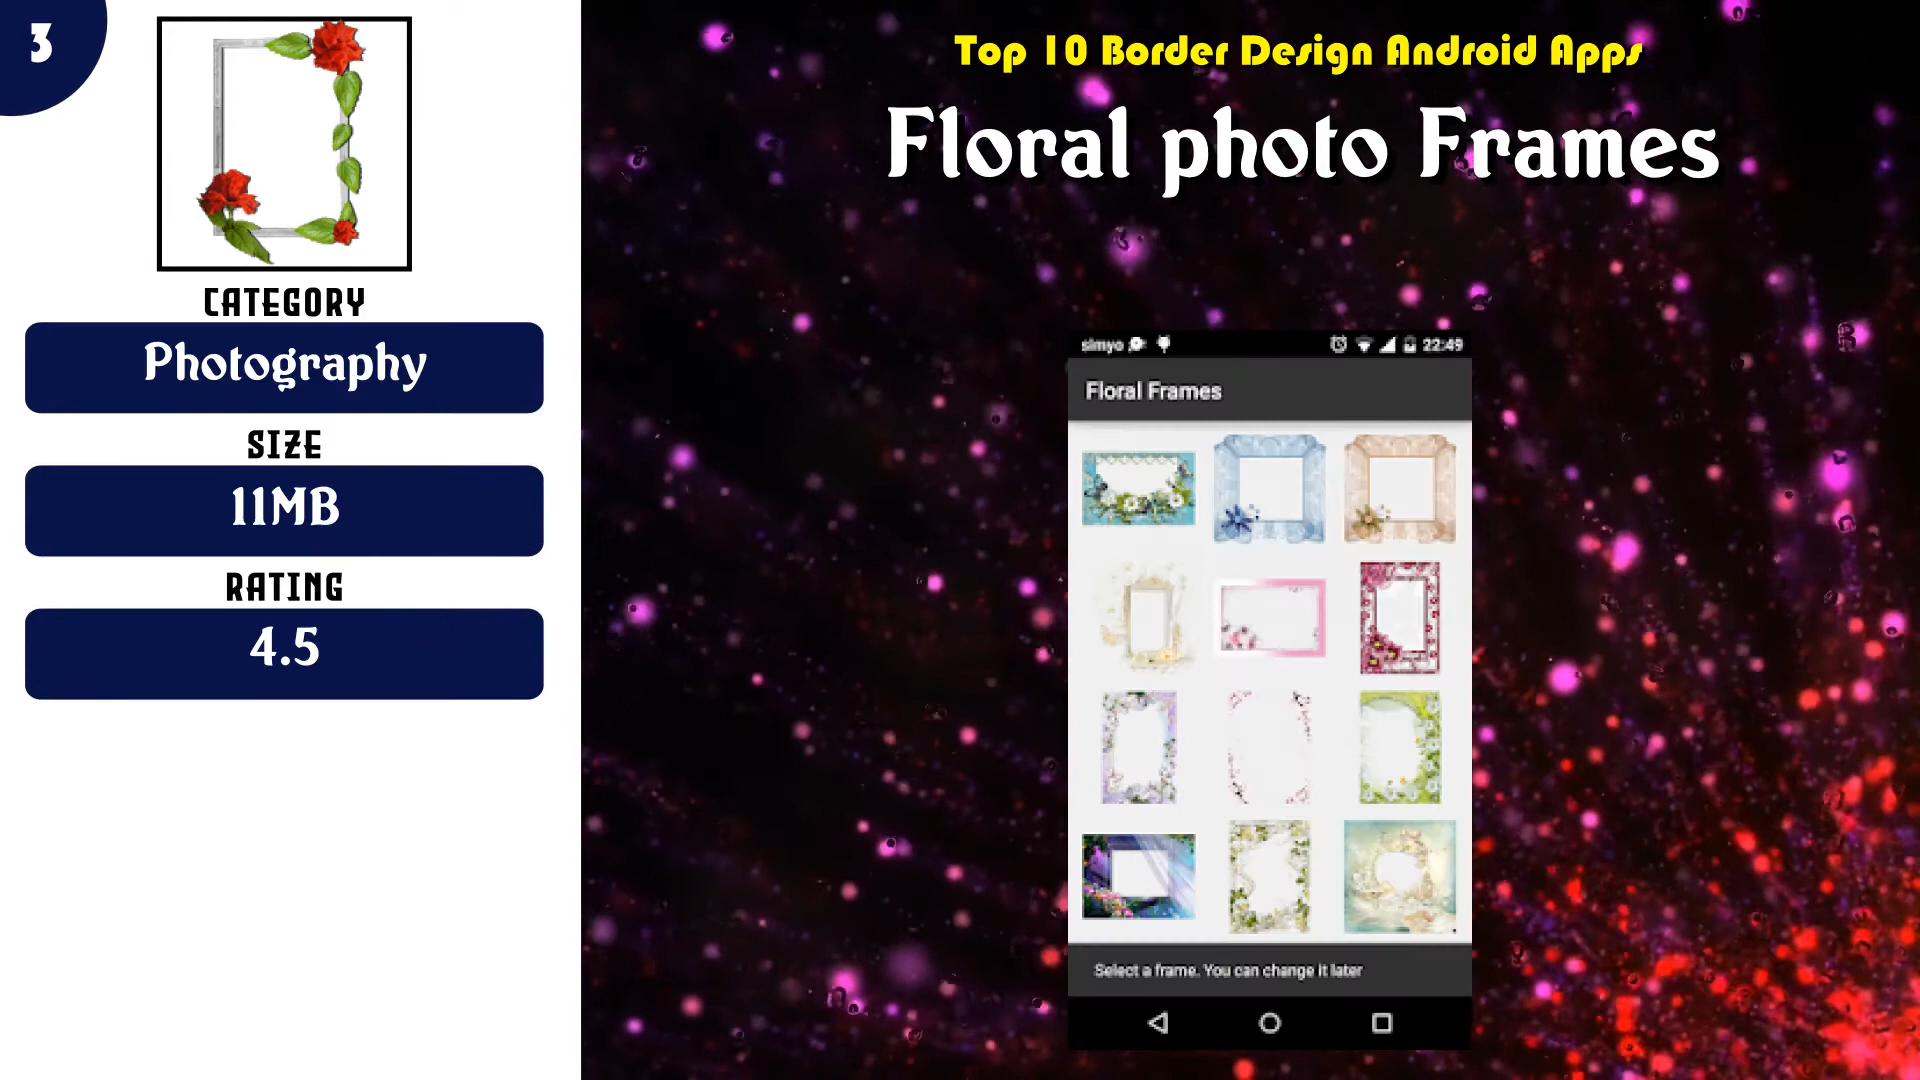 3
CATEGORY
Photography
SIZE
11MB
RATING
4.5
Top 10 Border Design Android Apps
Floral photo Frames
simyo 22:49
Floral Frames
Select a frame. You can change it later